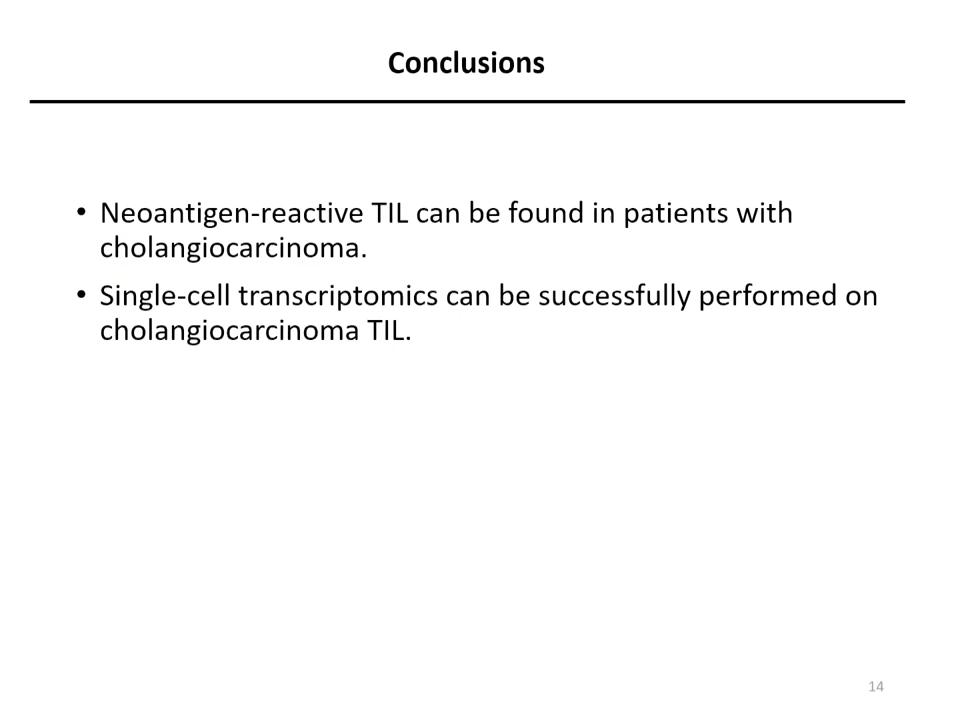 Conclusions
• Neoantigen-reactive TIL can be found in patients with
cholangiocarcinoma.
• Single-cell transcriptomics can be successfully performed on
cholangiocarcinoma TIL.
14